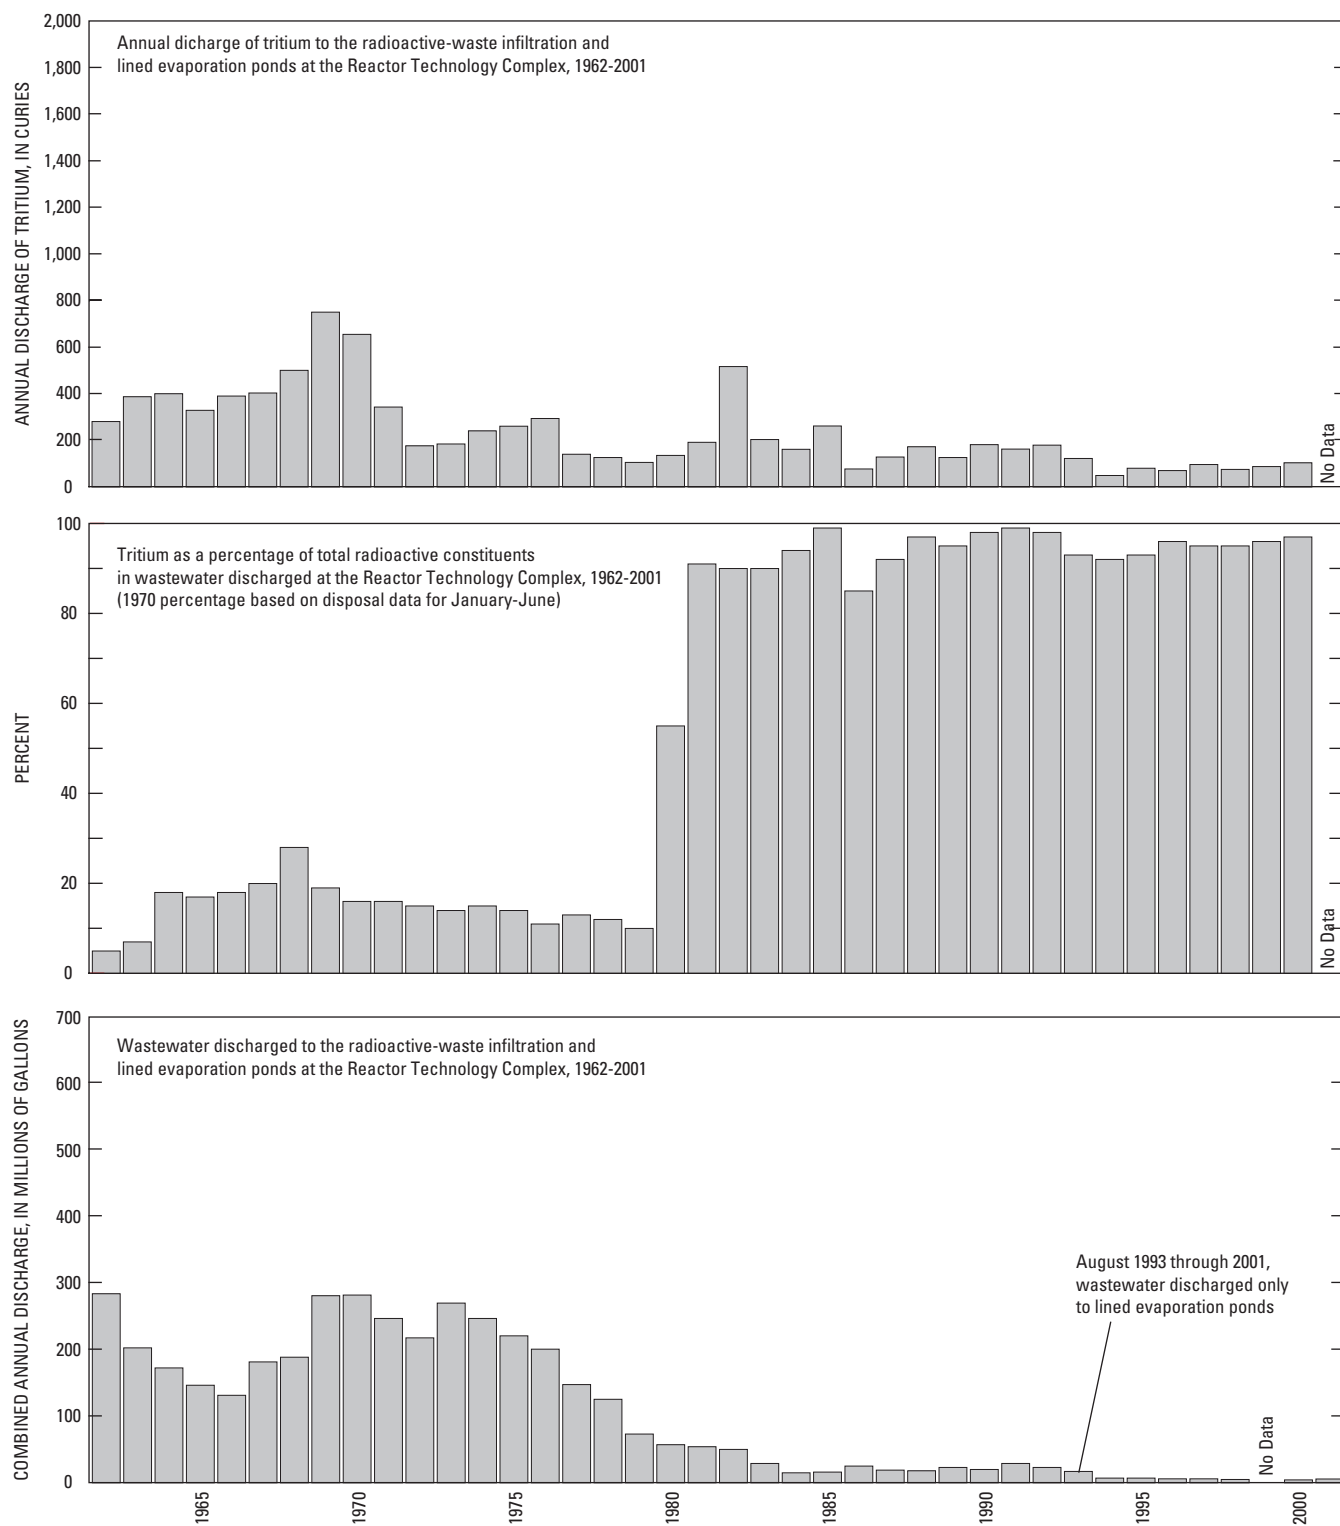 ANNUAL DISCHARGE OF TRITIUM, IN CURIES
2,000
1,800
1,600
1,400
1,200
1,000
800
600
400
200
0
Annual dicharge of tritium to the radioactive-waste infiltration and
lined evaporation ponds at the Reactor Technology Complex, 1962-2001
No Data
PERCENT
100
80
60
40
20
0
Tritium as a percentage of total radioactive constituents
in wastewater discharged at the Reactor Technology Complex, 1962-2001
(1970 percentage based on disposal data for January-June)
No Data
COMBINED ANNUAL DISCHARGE, IN MILLIONS OF GALLONS
700
600
500
400
300
200
100
0
Wastewater discharged to the radioactive-waste infiltration and
lined evaporation ponds at the Reactor Technology Complex, 1962-2001
August 1993 through 2001,
wastewater discharged only
to lined evaporation ponds
No Data
1965
1970
1975
1980
1985
1990
1995
2000